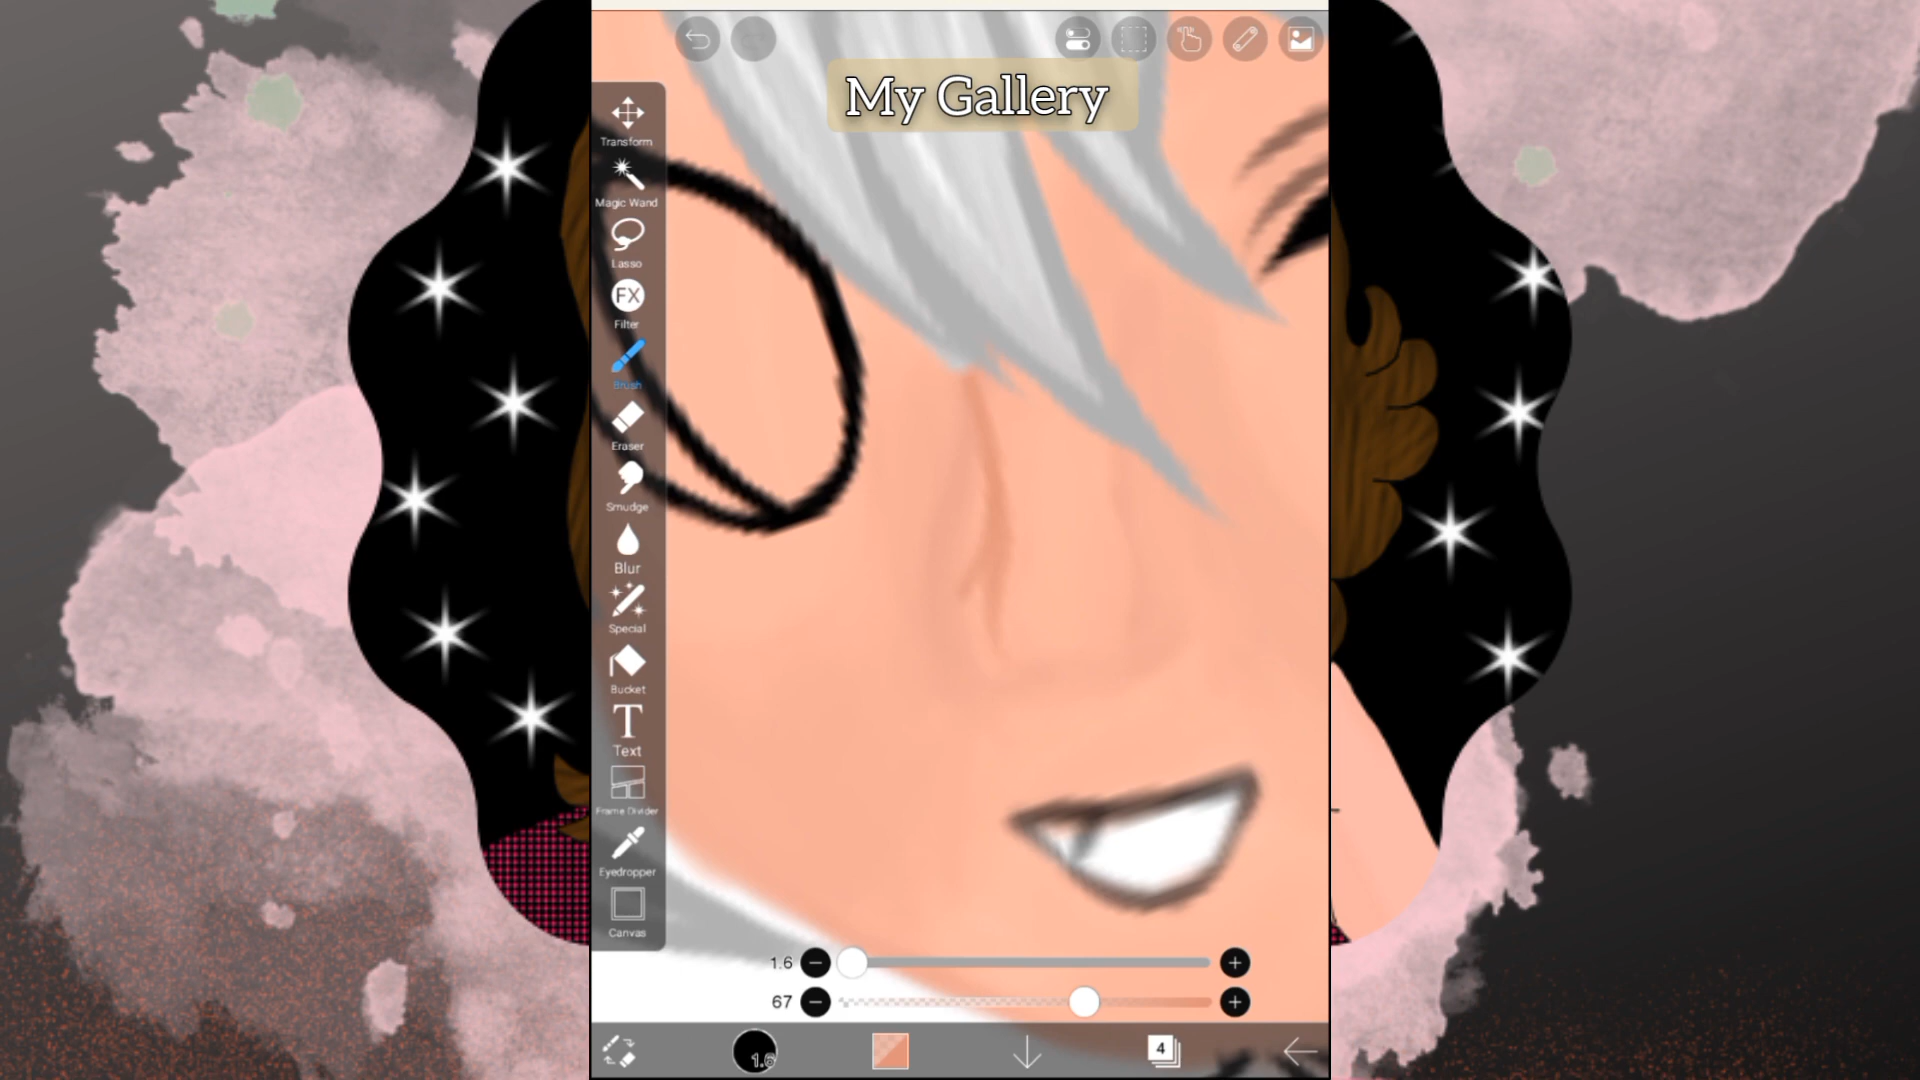 My Gallery
Transform
Magic Wand
Lasso
FX
Filter
Brush
Eraser
Smudge
Blur
Special
Bucket
T
Text
Frame Divider
Eyedropper
Canvas
1.6
67
1.6
4